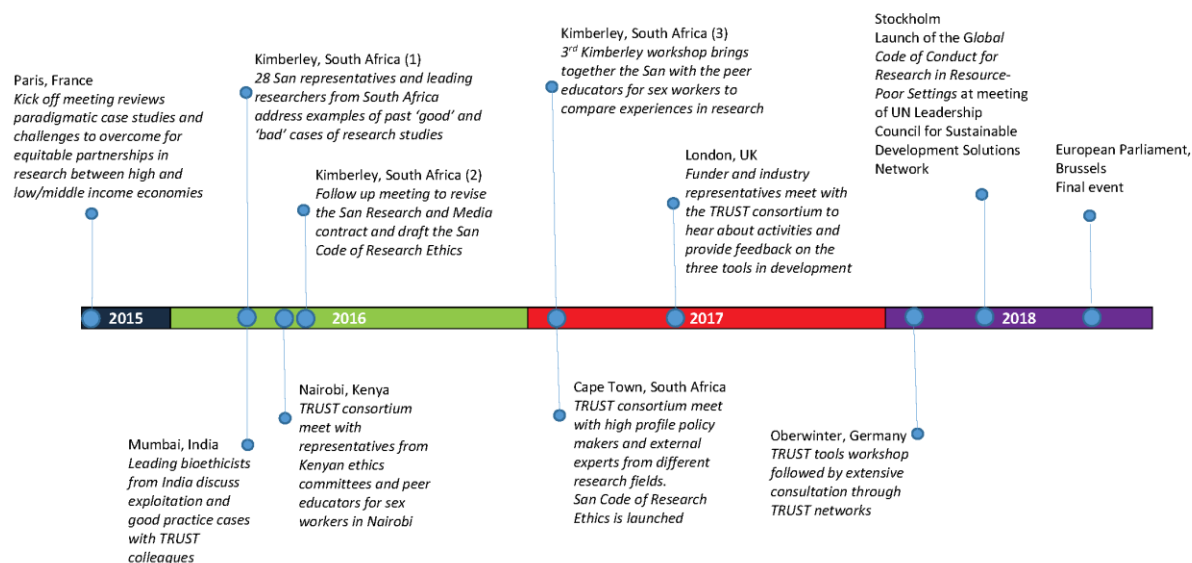 Paris, France
Kick off meeting reviews
paradigmatic case studies and
challenges to overcome for
equitable partnerships in
research between high and
low/middle income economies
Kimberley, South Africa (1)
28 San representatives and leading
researchers from South Africa
address examples of past ‘good’ and
‘bad’ cases of research studies
Kimberley, South Africa (2)
Follow up meeting to revise
the San Research and Media
contract and draft the San
Code of Research Ethics
Kimberley, South Africa (3)
3rd Kimberley workshop brings
together the San with the peer
educators for sex workers to
compare experiences in research
London, UK
Funder and industry
representatives meet with
the TRUST consortium to
hear about activities and
provide feedback on the
three tools in development
Stockholm
Launch of the Global
Code of Conduct for
Research in Resource-
Poor Settings at meeting
of UN Leadership
Council for Sustainable
Development Solutions
Network
European Parliament,
Brussels
Final event
2015
2016
2017
2018
Mumbai, India
Leading bioethicists
from India discuss
exploitation and
good practice cases
with TRUST
colleagues
Nairobi, Kenya
TRUST consortium
meet with
representatives from
Kenyan ethics
committees and peer
educators for sex
workers in Nairobi
Cape Town, South Africa
TRUST consortium meet
with high profile policy
makers and external
experts from different
research fields.
San Code of Research
Ethics is launched
Oberwinter, Germany
TRUST tools workshop
followed by extensive
consultation through
TRUST networks